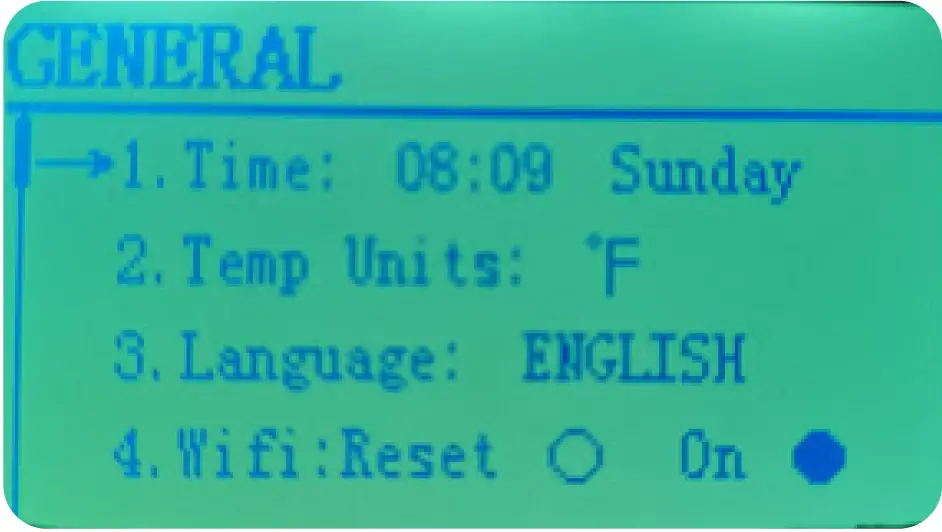 GENERAL
1.Time: 08:09 Sunday
2.Temp Units: °F
3.Language: ENGLISH
4.Wifi:Reset ○ On ●